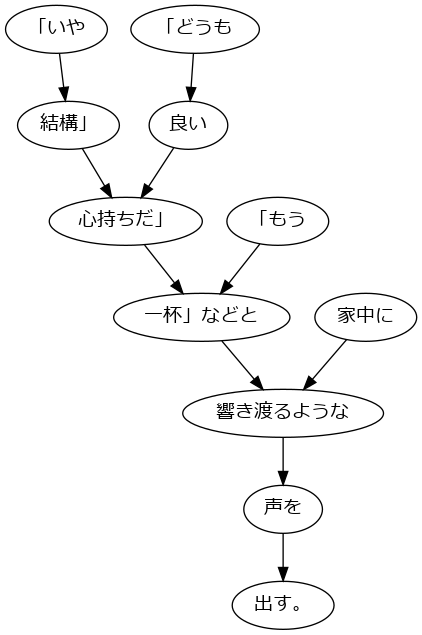 「いや
「どうも
結構」
良い
心持ちだ」
「もう
一杯」などと
家中に
響き渡るような
声を
出す。